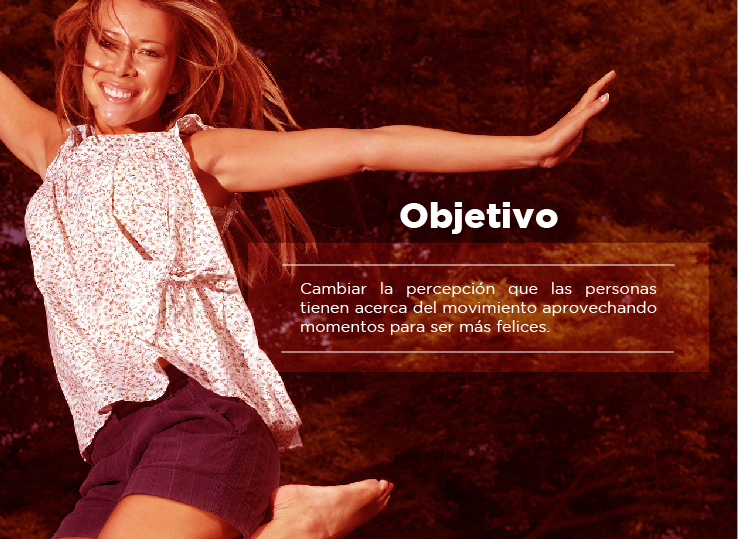 Objetivo
Cambiar la percepción que las personas
tienen acerca del movimiento aprovechando
momentos para ser más felices.